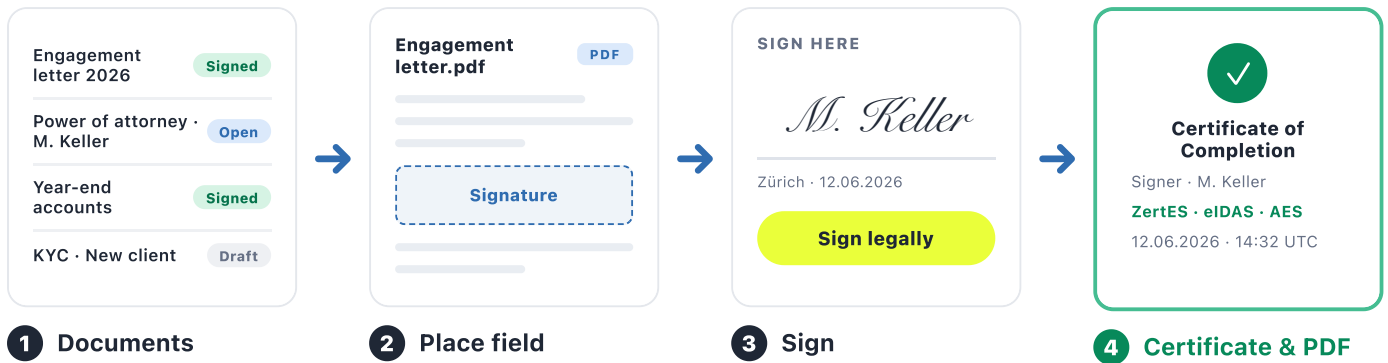 Engagement
letter 2026
Signed
Power of attorney ·
M. Keller
Open
Year-end
accounts
Signed
KYC · New client
Draft
1 Documents
Engagement
letter.pdf
PDF
Signature
2 Place field
SIGN HERE
M. Keller
Zürich · 12.06.2026
Sign legally
3 Sign
Certificate of
Completion
Signer · M. Keller
ZertES · eIDAS · AES
12.06.2026 · 14:32 UTC
4 Certificate & PDF